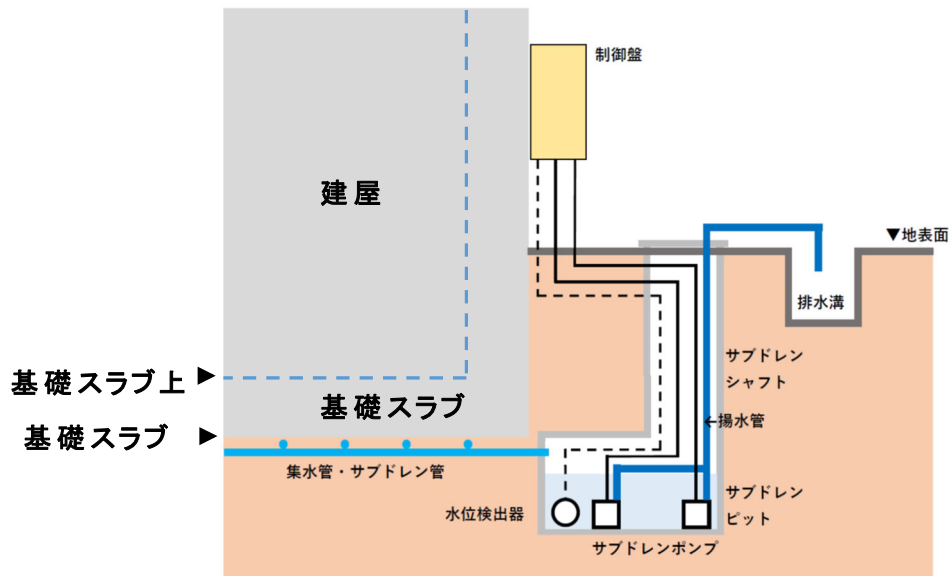 制御盤
建屋
▼地表面
排水溝
サブドレン
シャフト
基礎スラブ上 ▶
基礎スラブ
←揚水管
基礎スラブ ▶
集水管・サブドレン管
サブドレン
ピット
水位検出器
サブドレンポンプ